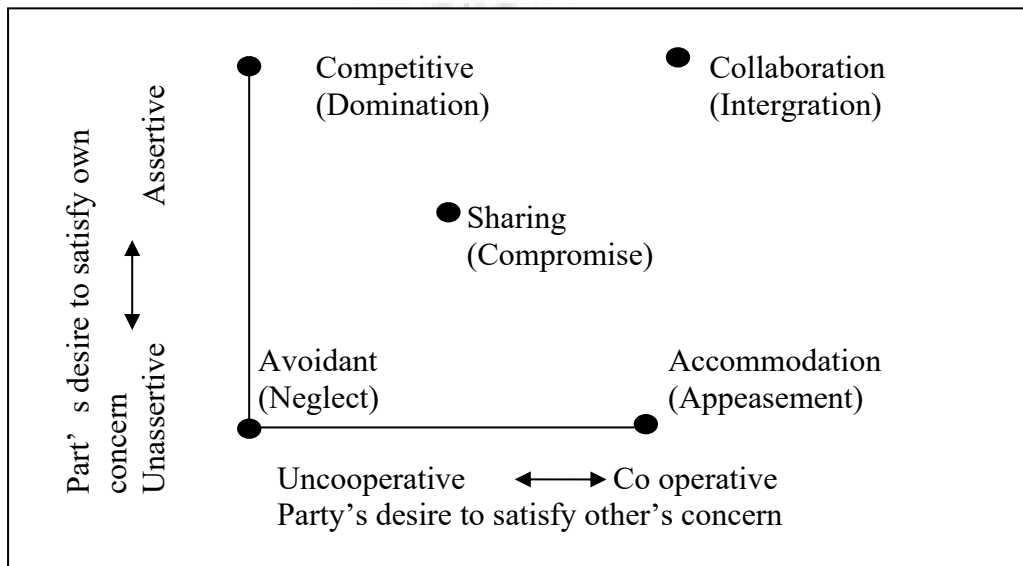 Competitive
(Domination)
Collaboration
(Intergration)
Sharing
(Compromise)
Avoidant
(Neglect)
Accommodation
(Appeasement)
Part’ s desire to satisfy own
concern
Unassertive
Assertive
Uncooperative
Co operative
Party’s desire to satisfy other’s concern